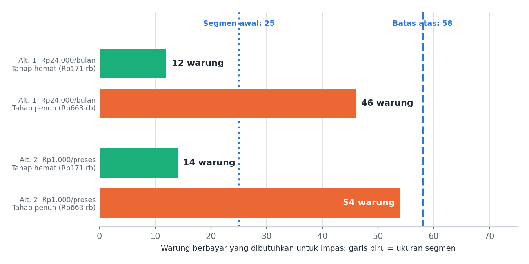 Segmen awal: 25
Batas atas: 58
Alt. 1: Rp24.000/bulan
Tahap hemat (Rp171 rb)
12 warung
Alt. 1: Rp24.000/bulan
Tahap penuh (Rp663 rb)
46 warung
Alt. 2: Rp1.000/proses
Tahap hemat (Rp171 rb)
14 warung
Alt. 2: Rp1.000/proses
Tahap penuh (Rp663 rb)
54 warung
0 10 20 30 40 50 60 70
Warung berbayar yang dibutuhkan untuk impas; garis biru = ukuran segmen